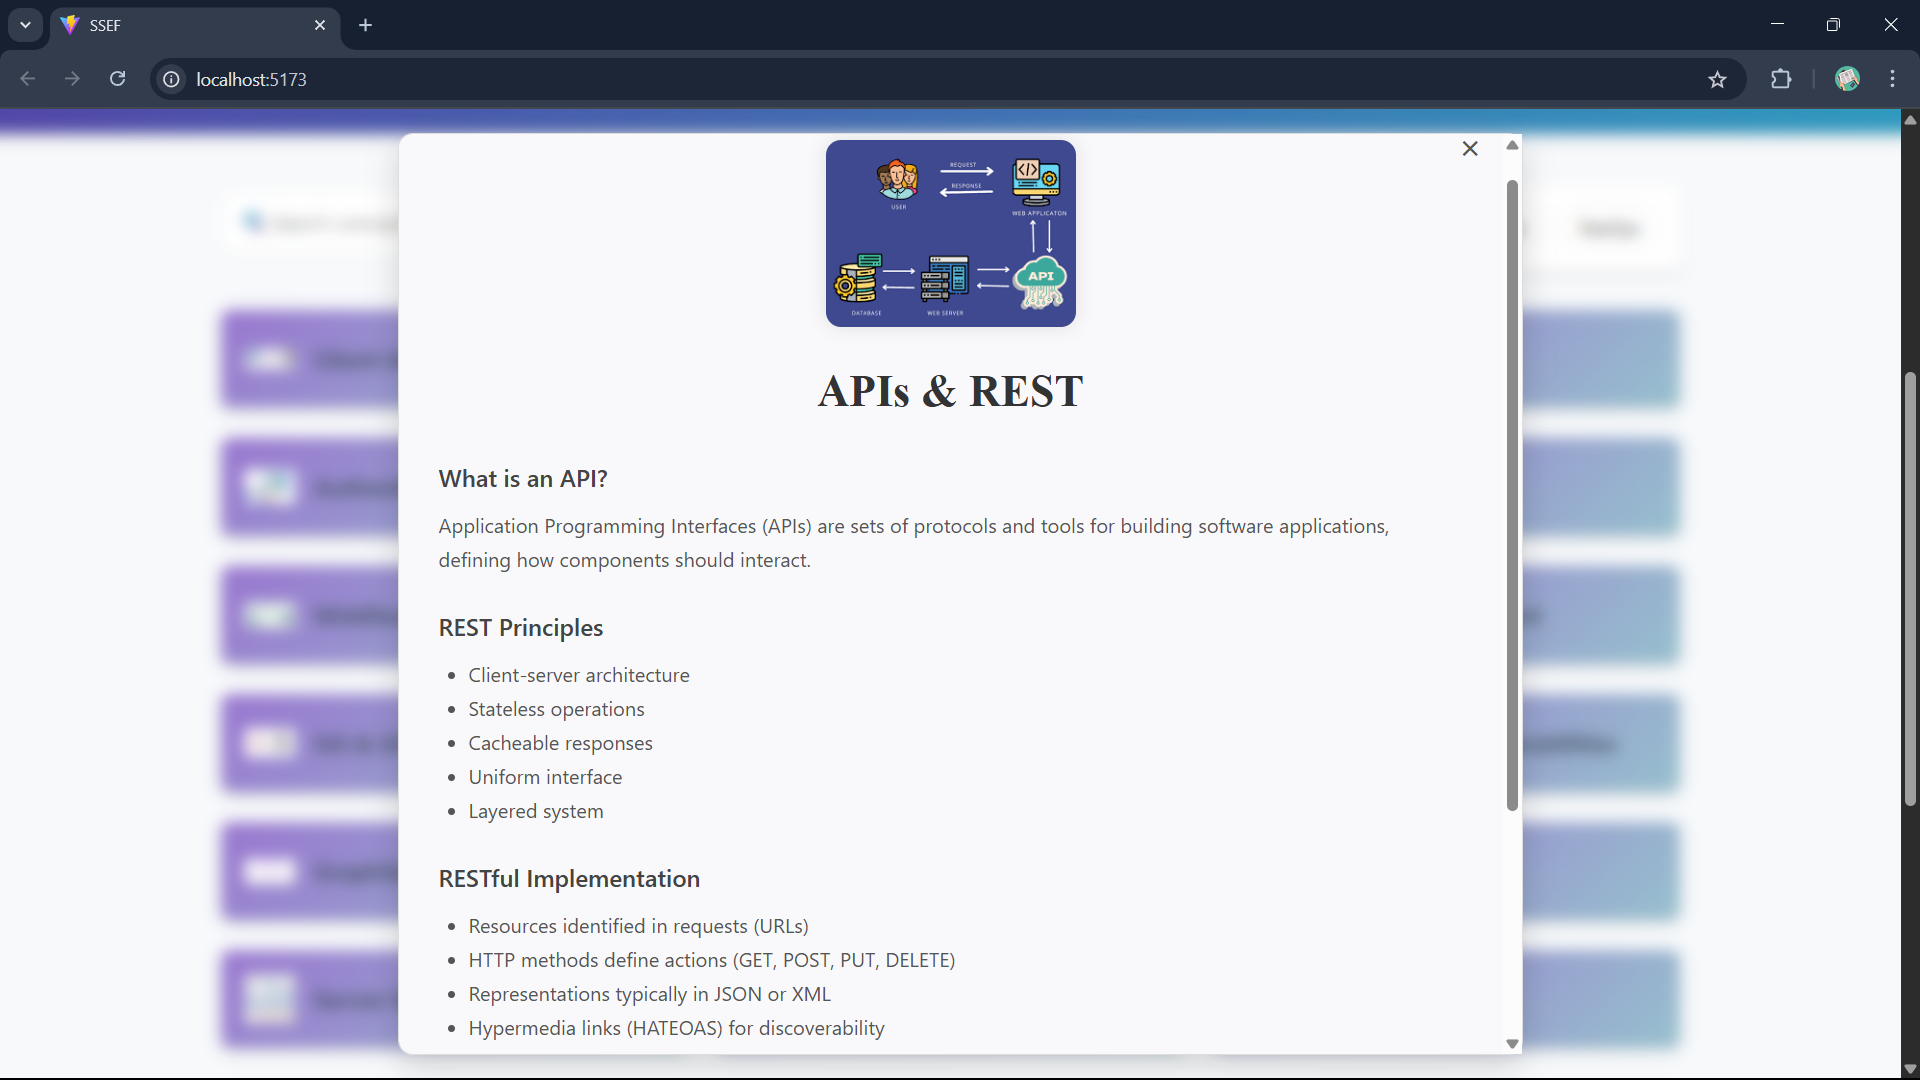 SSEF
localhost:5173
REQUEST
RESPONSE
USER
WEB APPLICATON
API
DATABASE
WEB SERVER
APIs & REST
What is an API?
Application Programming Interfaces (APIs) are sets of protocols and tools for building software applications,
defining how components should interact.
REST Principles
Client-server architecture
Stateless operations
Cacheable responses
Uniform interface
Layered system
RESTful Implementation
Resources identified in requests (URLs)
HTTP methods define actions (GET, POST, PUT, DELETE)
Representations typically in JSON or XML
Hypermedia links (HATEOAS) for discoverability